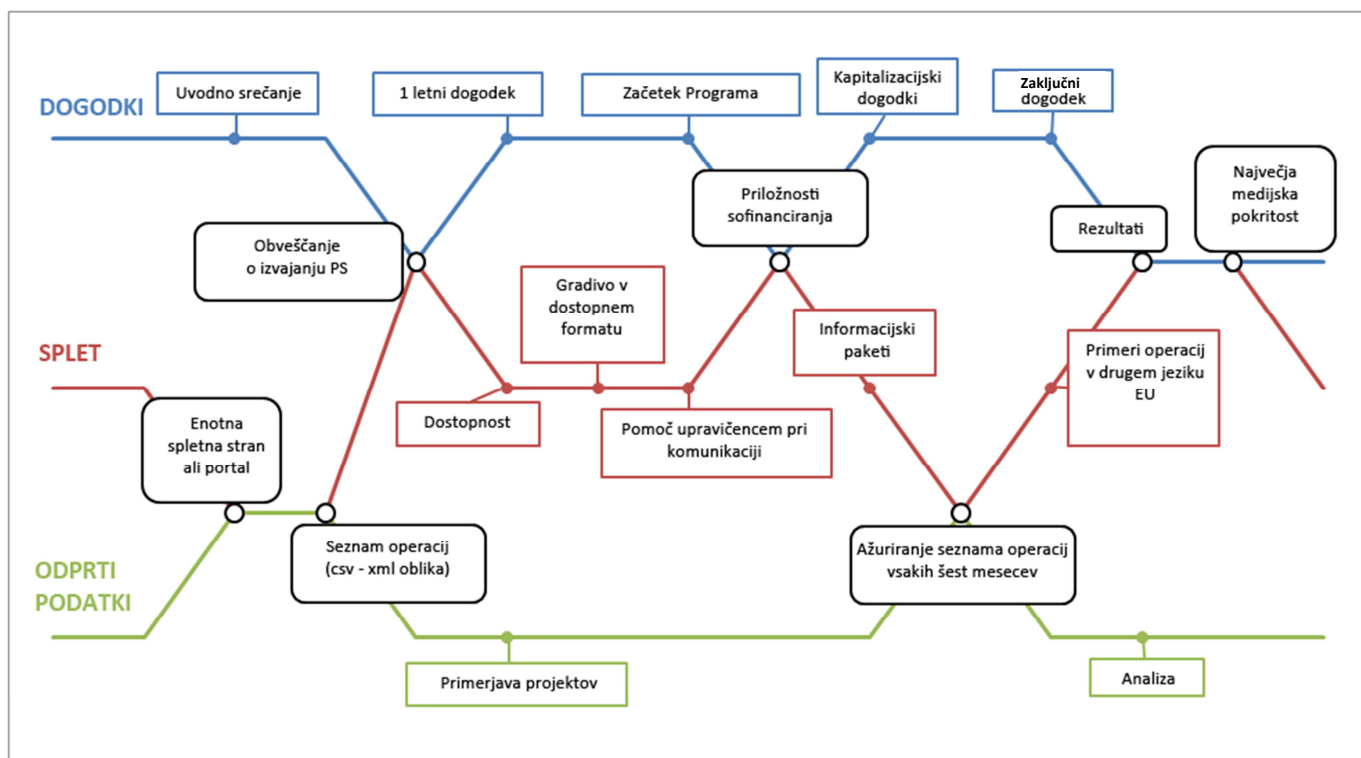 DOGODKI
Uvodno srečanje
1 letni dogodek
Začetek Programa
Kapitalizacijski
dogodki
Zaključni
dogodek
Obveščanje
o izvajanju PS
Priložnosti
sofinanciranja
Rezultati
Največja
medijska
pokritost
SPLET
Enotna
spletna stran
ali portal
Dostopnost
Gradivo v
dostopnem
formatu
Pomoč upravičencem pri
komunikaciji
Informacijski
paketi
Primeri operacij
v drugem jeziku
EU
ODPRTI
PODATKI
Seznam operacij
(csv - xml oblika)
Ažuriranje seznama operacij
vsakih šest mesecev
Primerjava projektov
Analiza